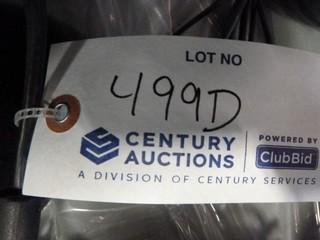 LOT NO
499D
CENTURY
AUCTIONS
POWERED BY
ClubBid
A DIVISION OF CENTURY SERVICES